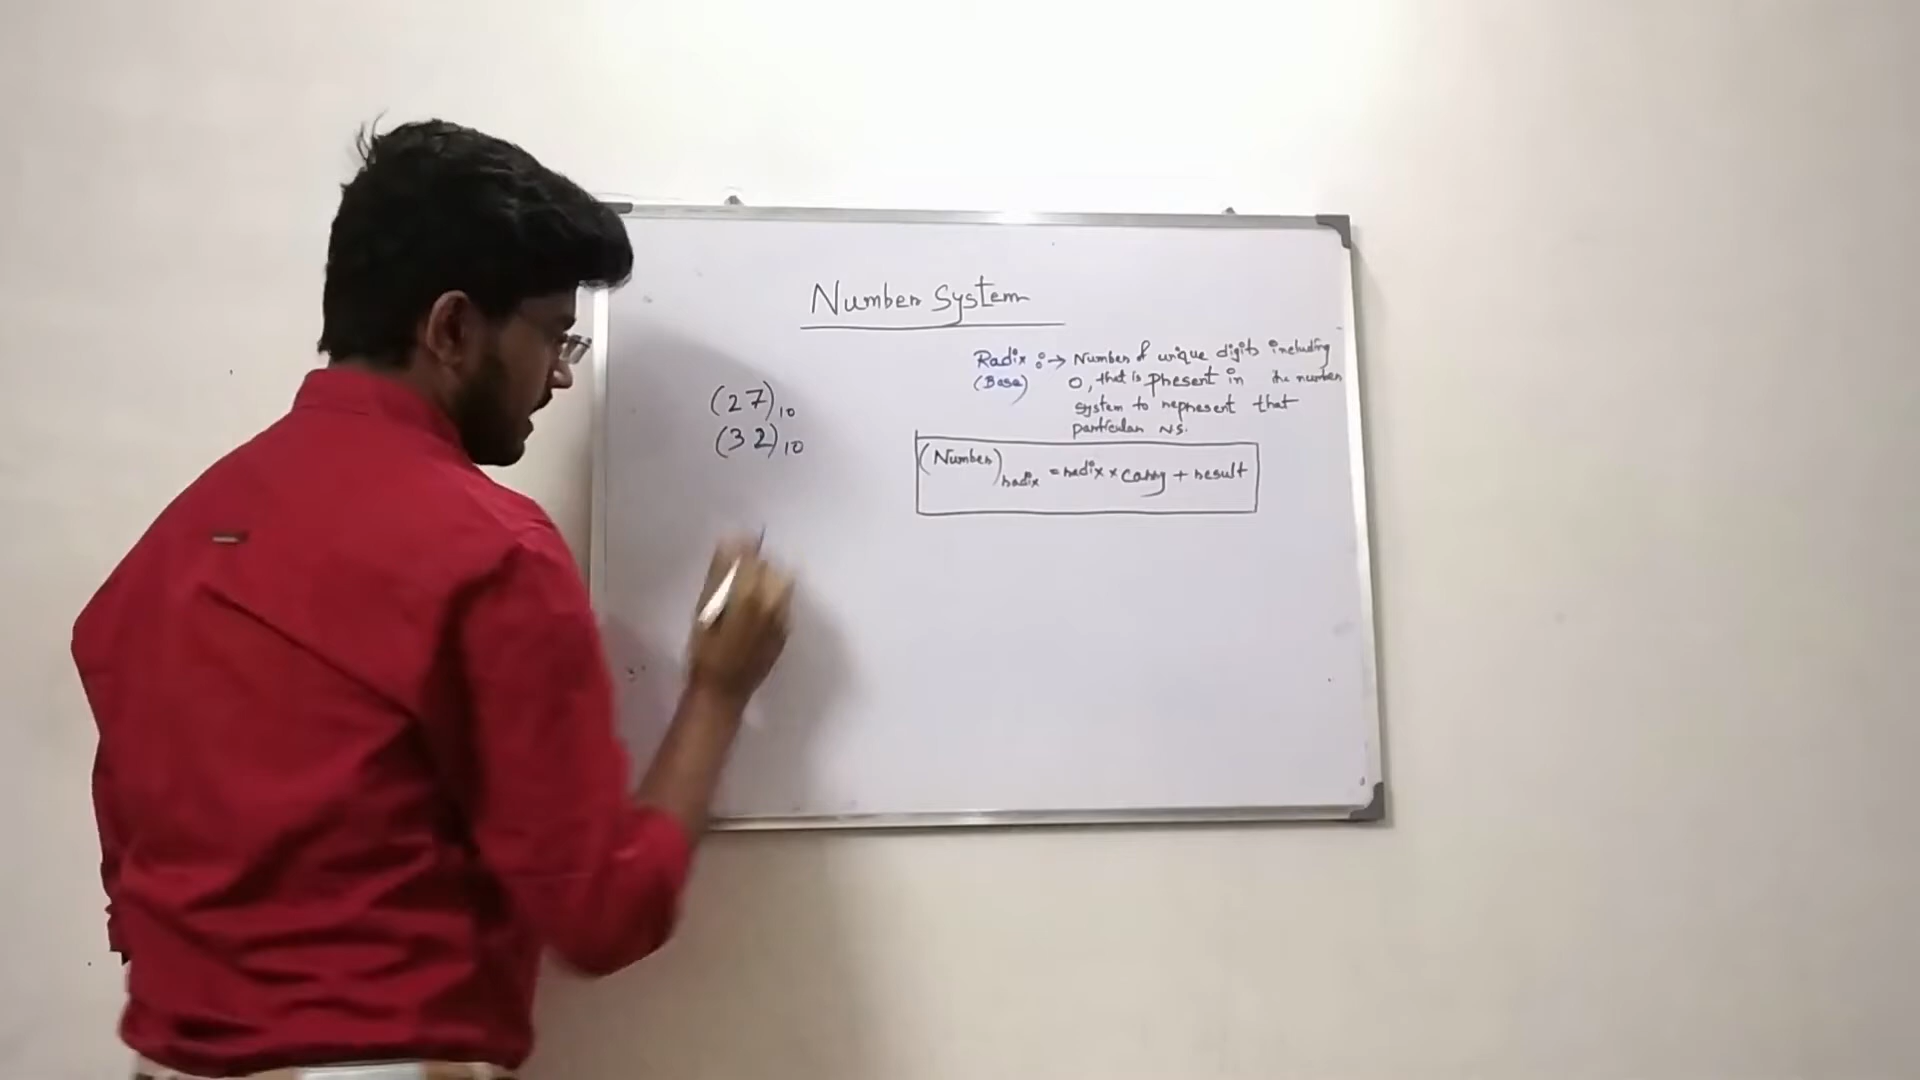 Number System
Radix :→ Number of unique digits including
(Base) 0, that is present in the number
system to represent that
particular NS.
(27)10
(32)10
(Number)radix = radix × Carry + result